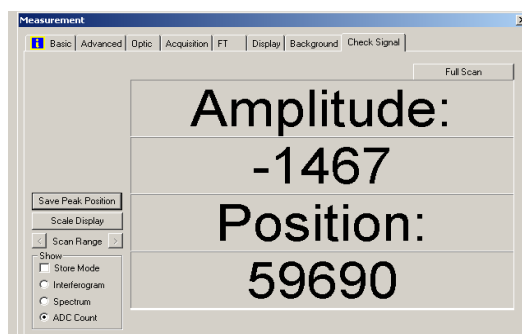 Measurement
i Basic Advanced Optic Acquisition FT Display Background Check Signal
Full Scan
Amplitude:
-1467
Position:
59690
Save Peak Position
Scale Display
< Scan Range >
Show
Store Mode
Interferogram
Spectrum
ADC Count